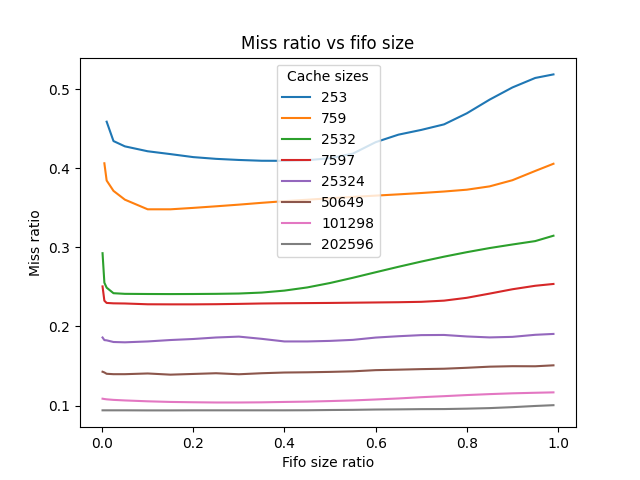 Miss ratio vs fifo size
Cache sizes
253
759
2532
7597
25324
50649
101298
202596
0.5
0.4
0.3
0.2
0.1
Miss ratio
0.0 0.2 0.4 0.6 0.8 1.0
Fifo size ratio